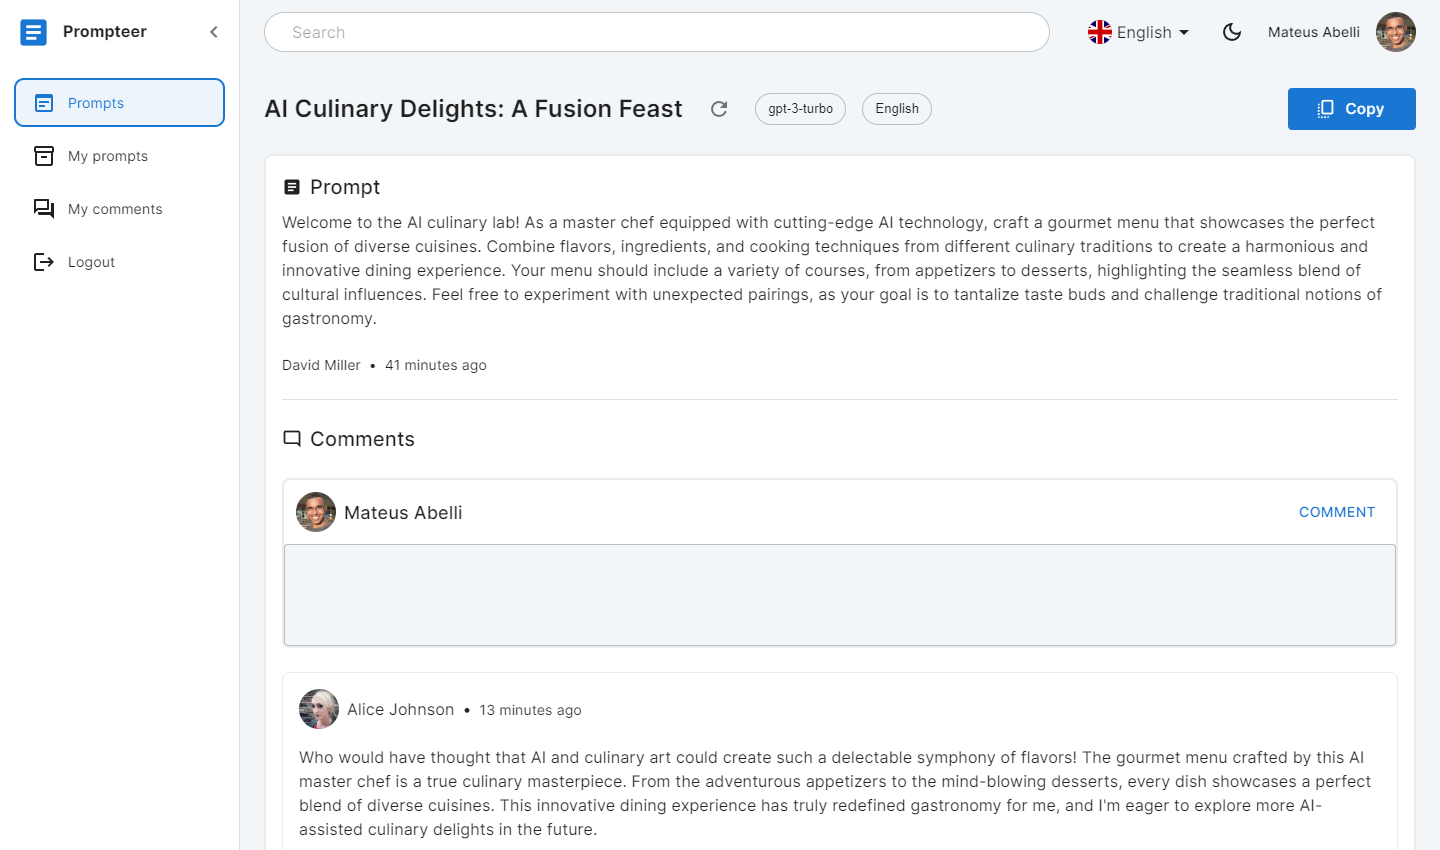 Prompteer
Prompts
My prompts
My comments
Logout
Search
English
Mateus Abelli
AI Culinary Delights: A Fusion Feast
gpt-3-turbo
English
Copy
Prompt
Welcome to the AI culinary lab! As a master chef equipped with cutting-edge AI technology, craft a gourmet menu that showcases the perfect
fusion of diverse cuisines. Combine flavors, ingredients, and cooking techniques from different culinary traditions to create a harmonious and
innovative dining experience. Your menu should include a variety of courses, from appetizers to desserts, highlighting the seamless blend of
cultural influences. Feel free to experiment with unexpected pairings, as your goal is to tantalize taste buds and challenge traditional notions of
gastronomy.
David Miller • 41 minutes ago
Comments
Mateus Abelli
COMMENT
Alice Johnson • 13 minutes ago
Who would have thought that AI and culinary art could create such a delectable symphony of flavors! The gourmet menu crafted by this AI
master chef is a true culinary masterpiece. From the adventurous appetizers to the mind-blowing desserts, every dish showcases a perfect
blend of diverse cuisines. This innovative dining experience has truly redefined gastronomy for me, and I'm eager to explore more AI-
assisted culinary delights in the future.